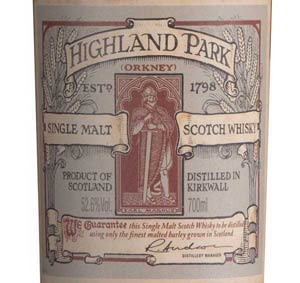 HIGHLAND PARK
(ORKNEY)
ESTD 1798
SINGLE MALT SCOTCH WHISKY
PRODUCT OF SCOTLAND
DISTILLED IN KIRKWALL
52.6%Vol. 700ml
EARL MAGNUS
We Guarantee this Single Malt Scotch Whisky to be distilled
using only the finest malted barley grown in Scotland
DISTILLERY MANAGER